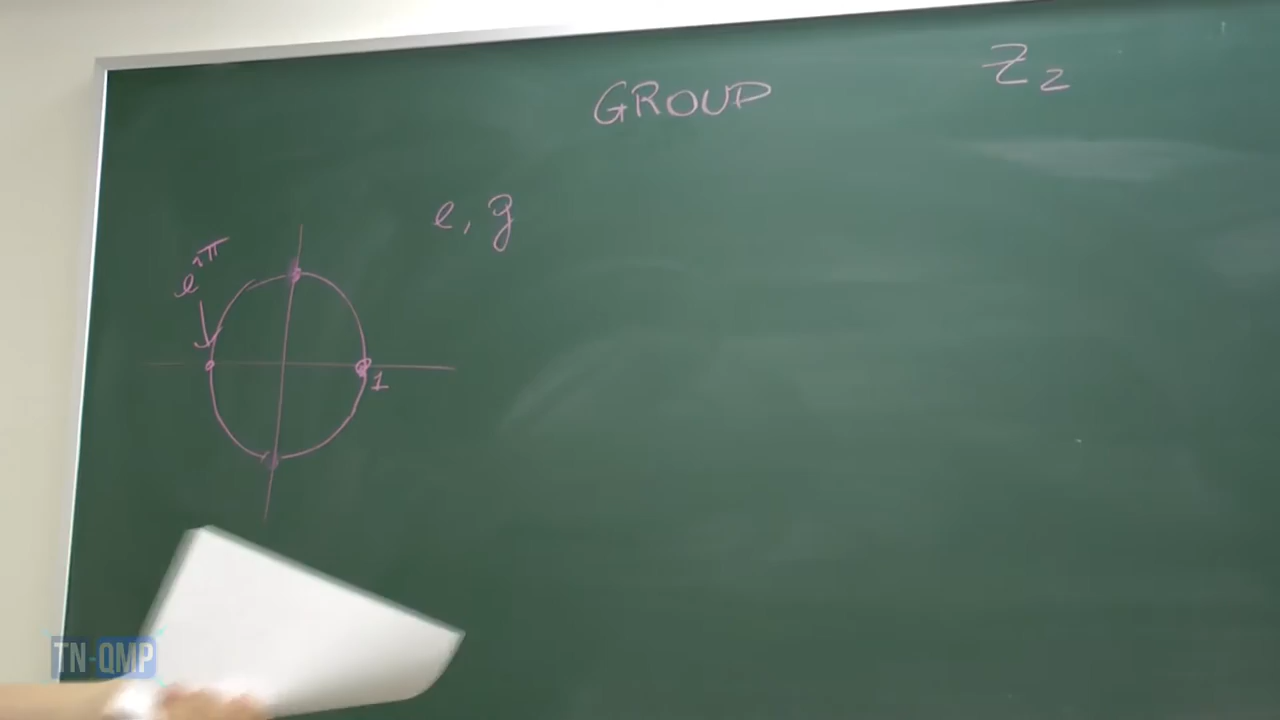 GROUP
Z₂
e, g
e^{iπ}
1
TN-QMP